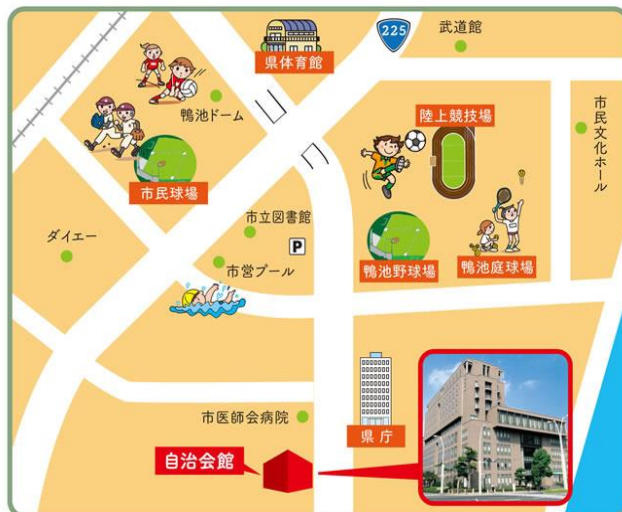 225
武道館
県体育館
鴨池ドーム
陸上競技場
市民文化ホール
市民球場
市立図書館
P
ダイエー
市営プール
鴨池野球場
鴨池庭球場
市医師会病院
県庁
自治会館